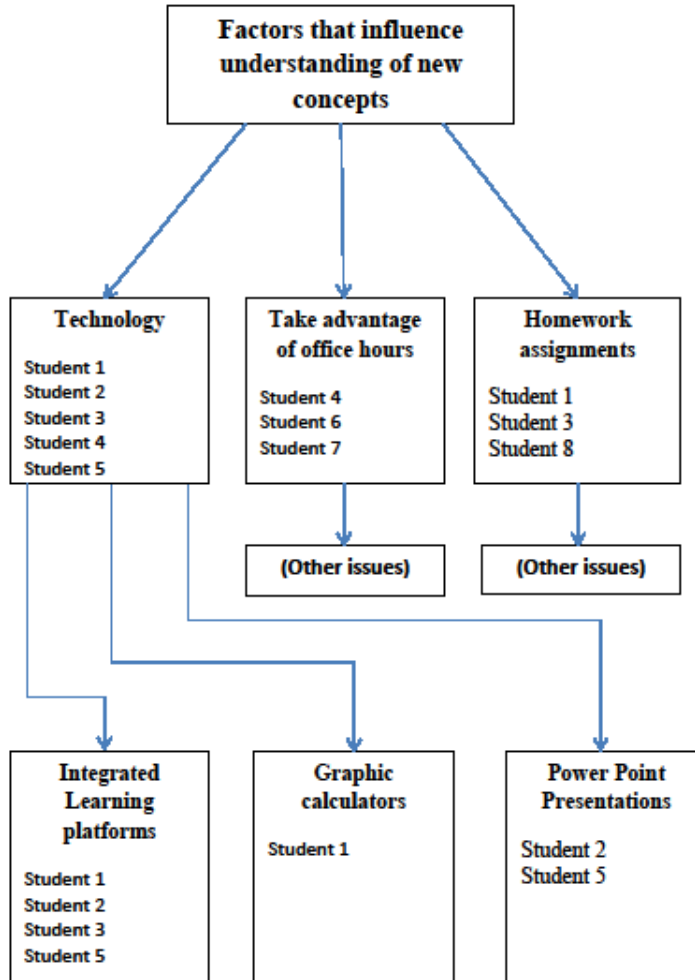 Factors that influence
understanding of new
concepts
Technology
Student 1
Student 2
Student 3
Student 4
Student 5
Take advantage
of office hours
Student 4
Student 6
Student 7
Homework
assignments
Student 1
Student 3
Student 8
(Other issues)
(Other issues)
Integrated
Learning
platforms
Student 1
Student 2
Student 3
Student 5
Graphic
calculators
Student 1
Power Point
Presentations
Student 2
Student 5